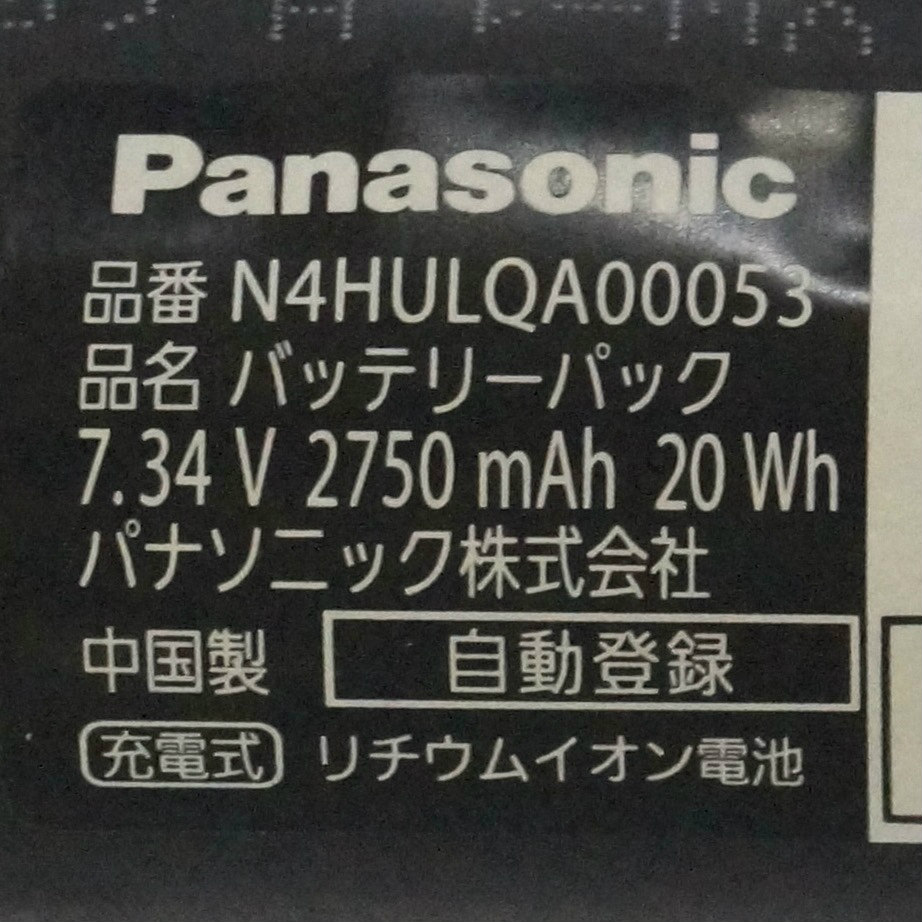 Panasonic
品番 N4HULQA00053
品名 バッテリーパック
7.34 V 2750 mAh 20 Wh
パナソニック株式会社
中国製 自動登録
充電式 リチウムイオン電池